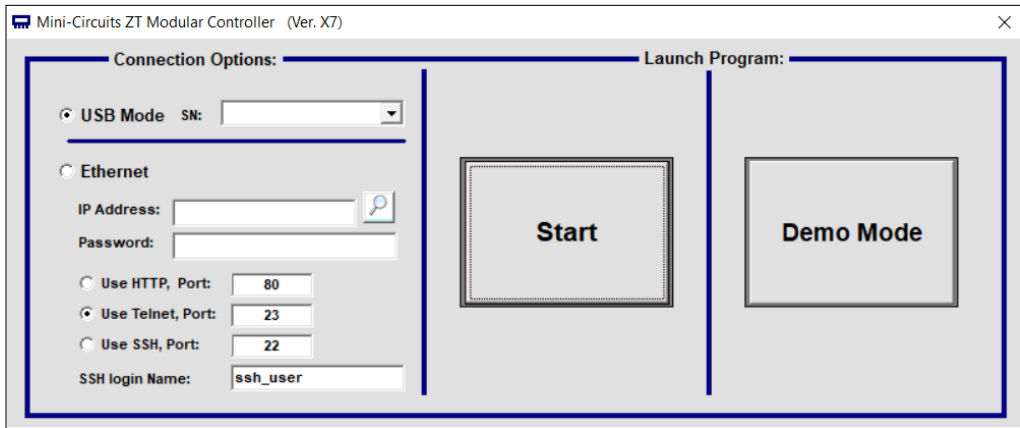 Mini-Circuits ZT Modular Controller (Ver. X7)
Connection Options:
USB Mode SN:
Ethernet
IP Address:
Password:
Use HTTP, Port: 80
Use Telnet, Port: 23
Use SSH, Port: 22
SSH login Name: ssh_user
Launch Program:
Start
Demo Mode